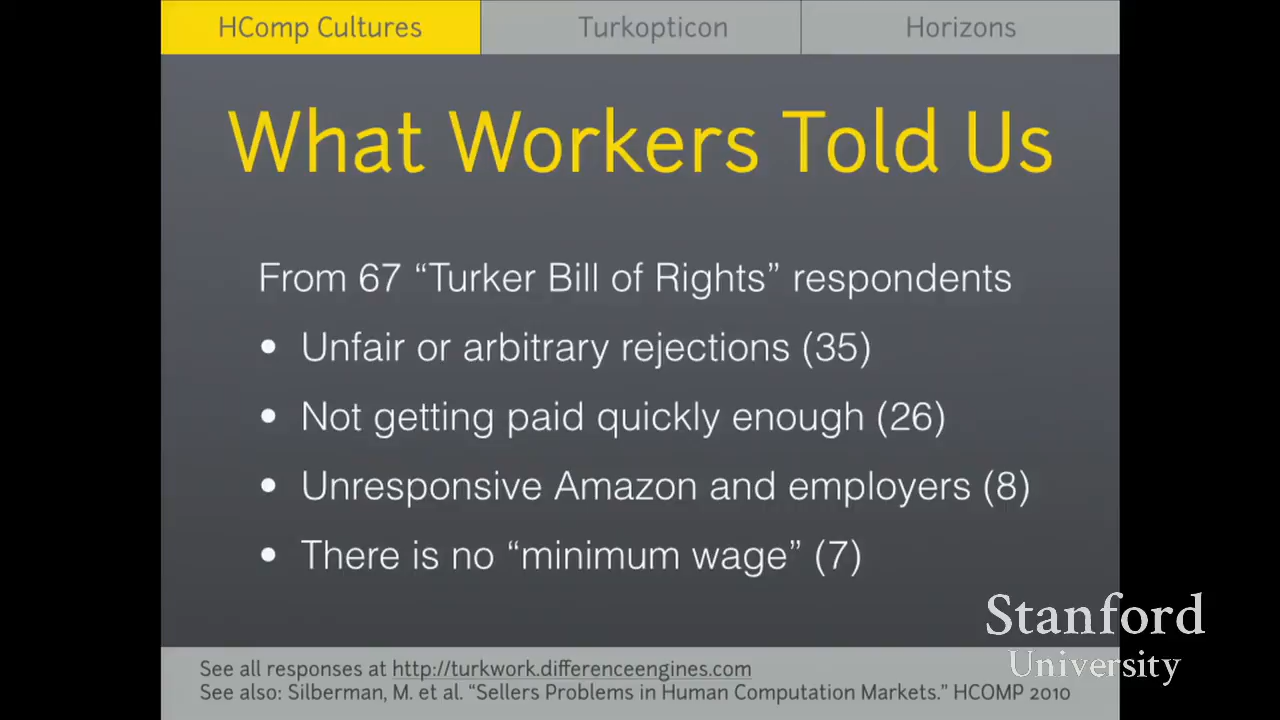 HComp Cultures
Turkopticon
Horizons
What Workers Told Us
From 67 “Turker Bill of Rights” respondents
• Unfair or arbitrary rejections (35)
• Not getting paid quickly enough (26)
• Unresponsive Amazon and employers (8)
• There is no “minimum wage” (7)
Stanford
University
See all responses at http://turkwork.differenceengines.com
See also: Silberman, M. et al. “Sellers Problems in Human Computation Markets.” HCOMP 2010